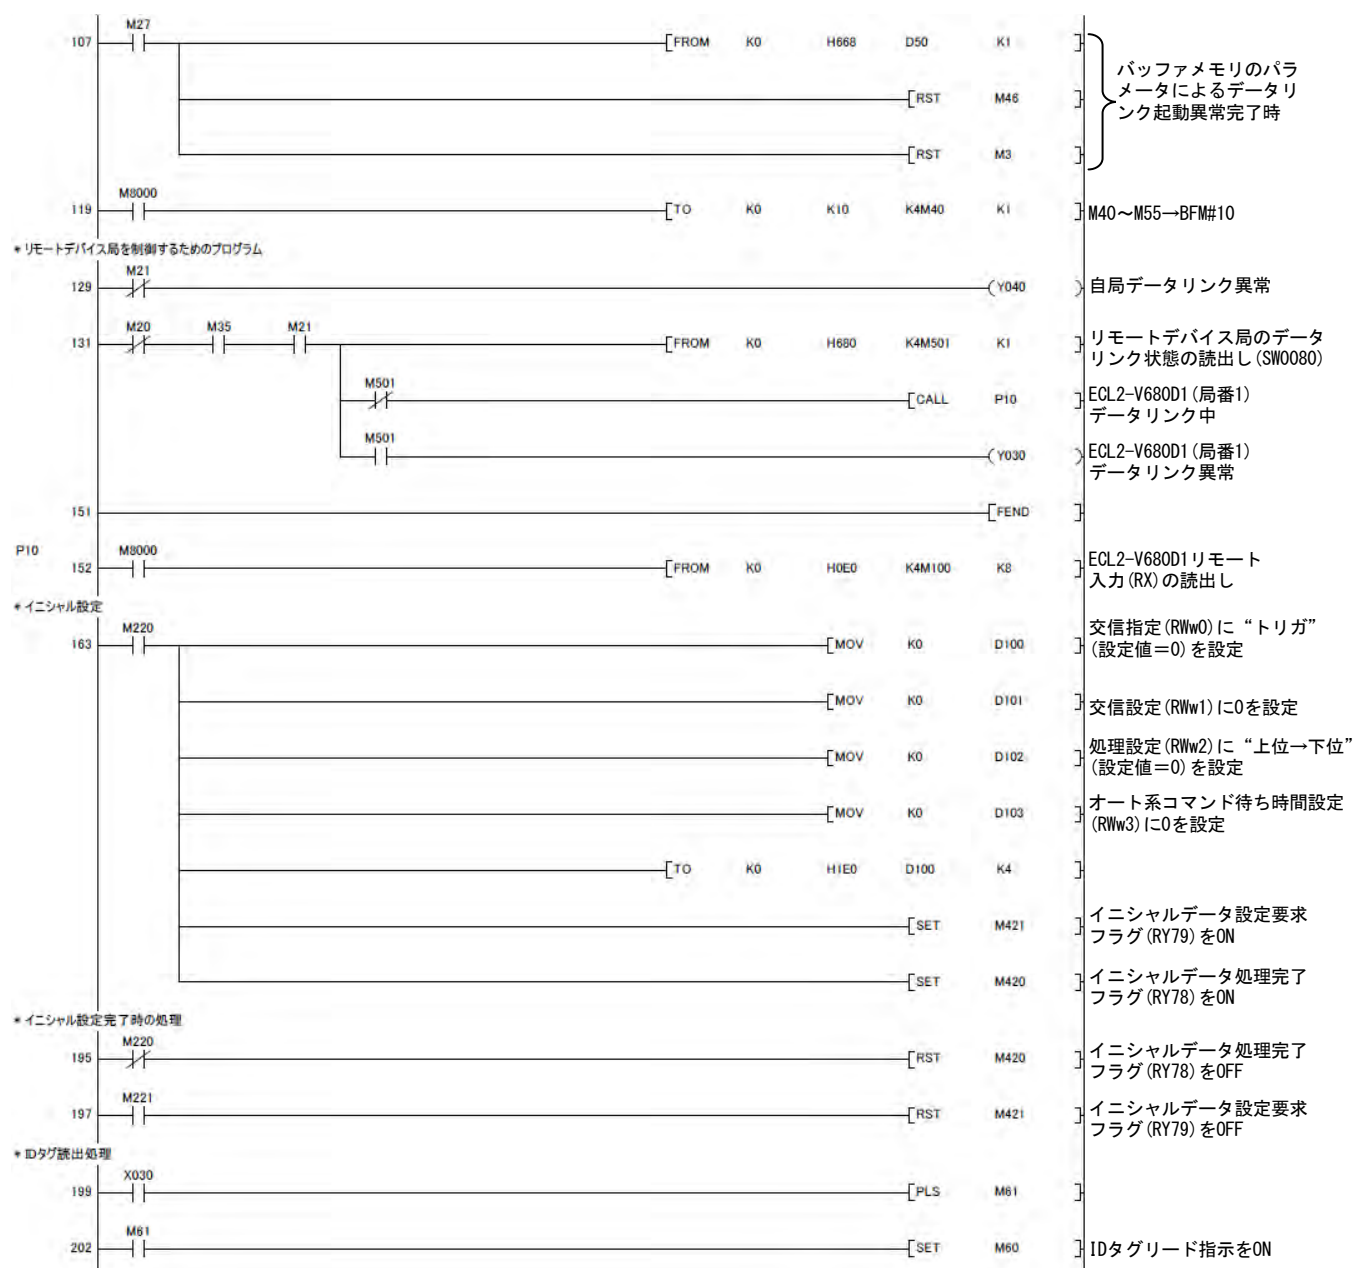 M27
107 FROM K0 H668 D50 K1
バッファメモリのパラ
メータによるデータリ
ンク起動異常完了時
RST M46
RST M3
M8000
119 TO K0 K10 K4M40 K1 M40～M55→BFM#10
* リモートデバイス局を制御するためのプログラム
M21
129 Y040 自局データリンク異常
M20 M35 M21
131 FROM K0 H680 K4M501 K1
リモートデバイス局のデータ
リンク状態の読出し(SW0080)
M501
CALL P10
ECL2-V680D1(局番1)
データリンク中
M501
Y030
ECL2-V680D1(局番1)
データリンク異常
151 FEND
P10 M8000
152 FROM K0 H0E0 K4M100 K8
ECL2-V680D1リモート
入力(RX)の読出し
* イニシャル設定
M220
163 MOV K0 D100
交信指定(RWw0)に“トリガ”
(設定値＝0)を設定
MOV K0 D101 交信設定(RWw1)に0を設定
MOV K0 D102
処理設定(RWw2)に“上位→下位”
(設定値＝0)を設定
MOV K0 D103
オート系コマンド待ち時間設定
(RWw3)に0を設定
TO K0 H1E0 D100 K4
SET M421
イニシャルデータ設定要求
フラグ(RY79)をON
SET M420
イニシャルデータ処理完了
フラグ(RY78)をON
* イニシャル設定完了時の処理
M220
195 RST M420
イニシャルデータ処理完了
フラグ(RY78)をOFF
M221
197 RST M421
イニシャルデータ設定要求
フラグ(RY79)をOFF
* IDタグ読出処理
X030
199 PLS M61
M61
202 SET M60 IDタグリード指示をON